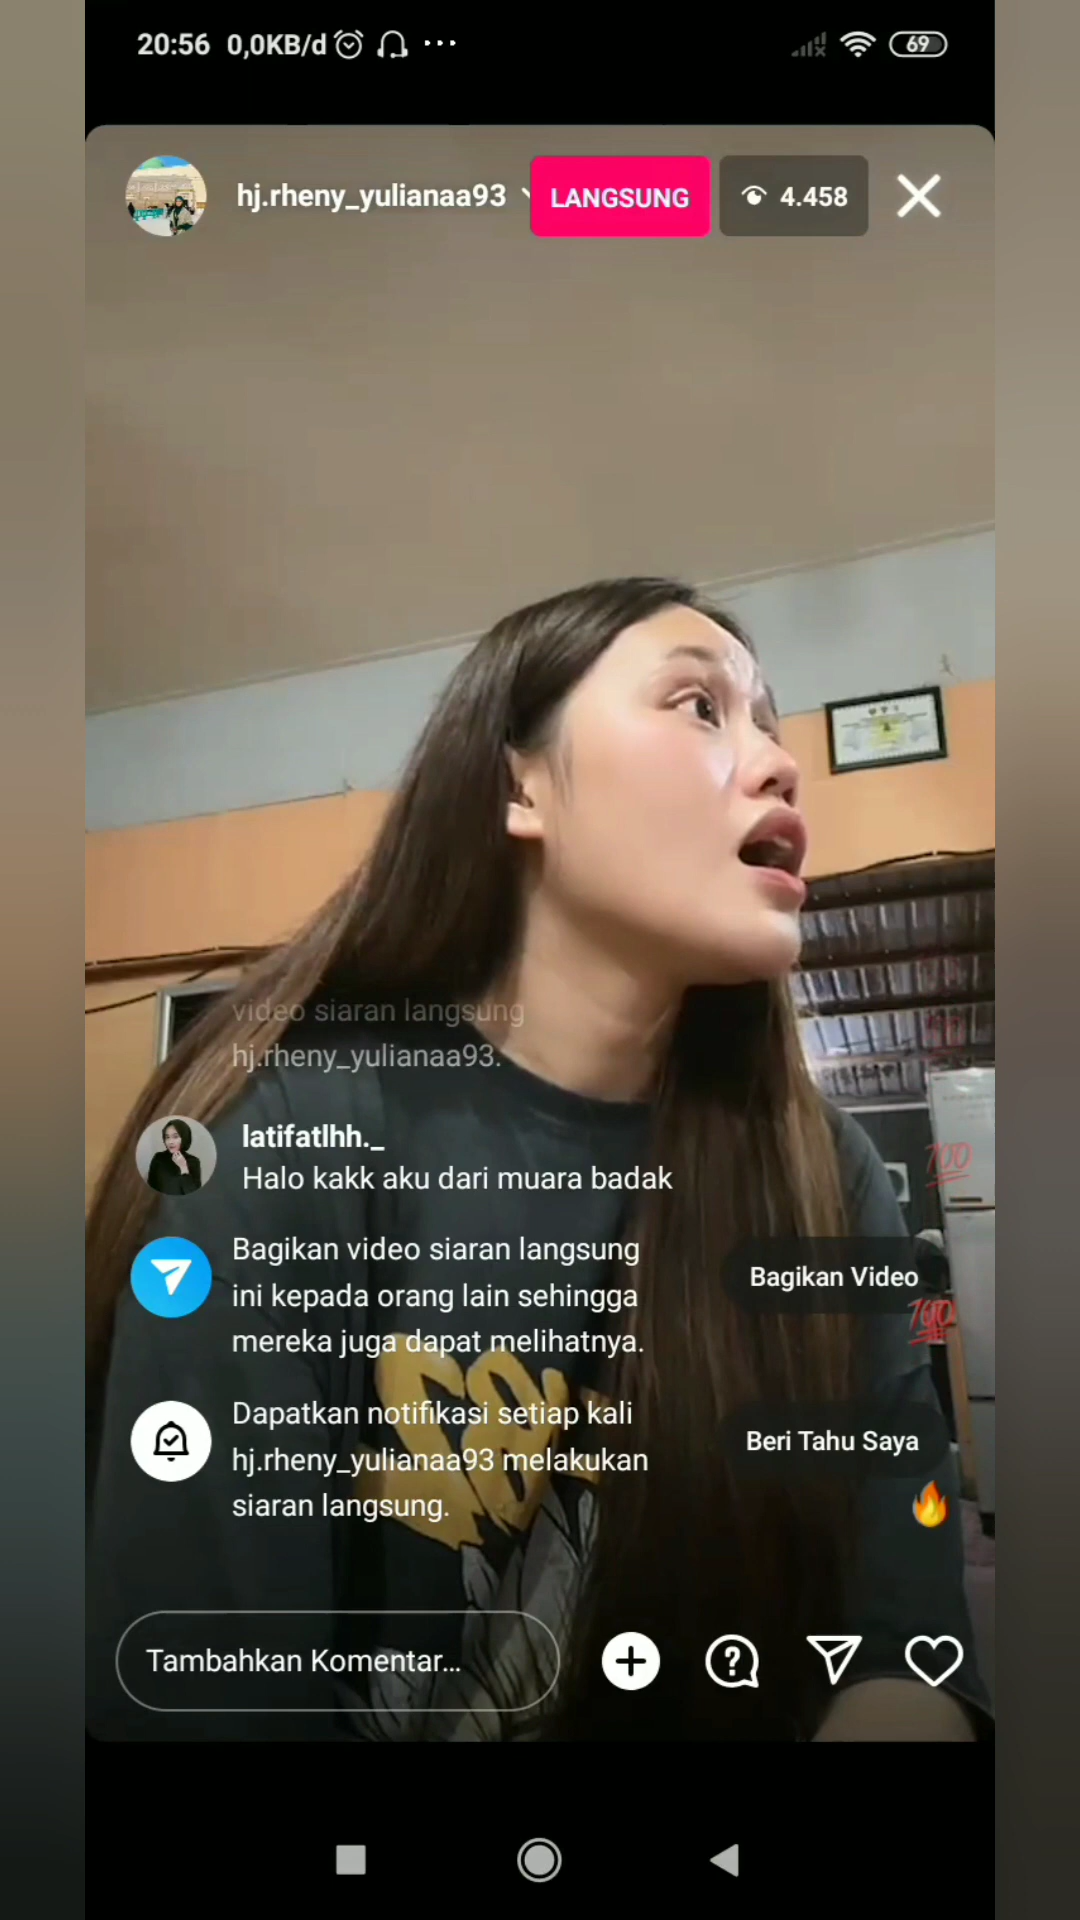 20:56 0,0KB/d
69
hj.rheny_yulianaa93
LANGSUNG
4.458
video siaran langsung
hj.rheny_yulianaa93.
latifatlhh._
Halo kakk aku dari muara badak
Bagikan video siaran langsung
ini kepada orang lain sehingga
mereka juga dapat melihatnya.
Bagikan Video
Dapatkan notifikasi setiap kali
hj.rheny_yulianaa93 melakukan
siaran langsung.
Beri Tahu Saya
100
100
Tambahkan Komentar...